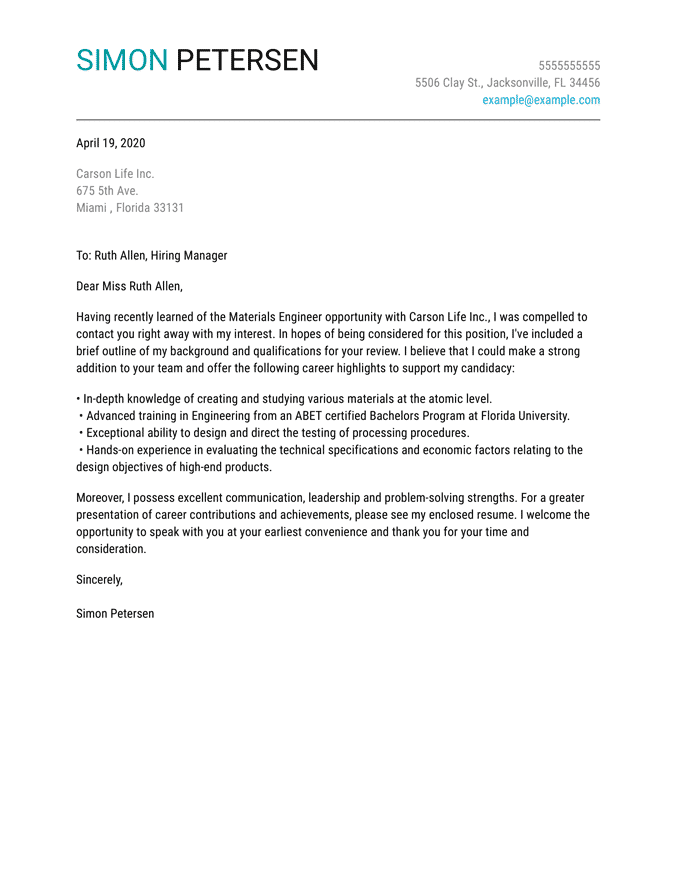 SIMON PETERSEN
5555555555
5506 Clay St., Jacksonville, FL 34456
example@example.com
April 19, 2020
Carson Life Inc.
675 5th Ave.
Miami , Florida 33131
To: Ruth Allen, Hiring Manager
Dear Miss Ruth Allen,
Having recently learned of the Materials Engineer opportunity with Carson Life Inc., I was compelled to
contact you right away with my interest. In hopes of being considered for this position, I've included a
brief outline of my background and qualifications for your review. I believe that I could make a strong
addition to your team and offer the following career highlights to support my candidacy:
• In-depth knowledge of creating and studying various materials at the atomic level.
• Advanced training in Engineering from an ABET certified Bachelors Program at Florida University.
• Exceptional ability to design and direct the testing of processing procedures.
• Hands-on experience in evaluating the technical specifications and economic factors relating to the
design objectives of high-end products.
Moreover, I possess excellent communication, leadership and problem-solving strengths. For a greater
presentation of career contributions and achievements, please see my enclosed resume. I welcome the
opportunity to speak with you at your earliest convenience and thank you for your time and
consideration.
Sincerely,
Simon Petersen